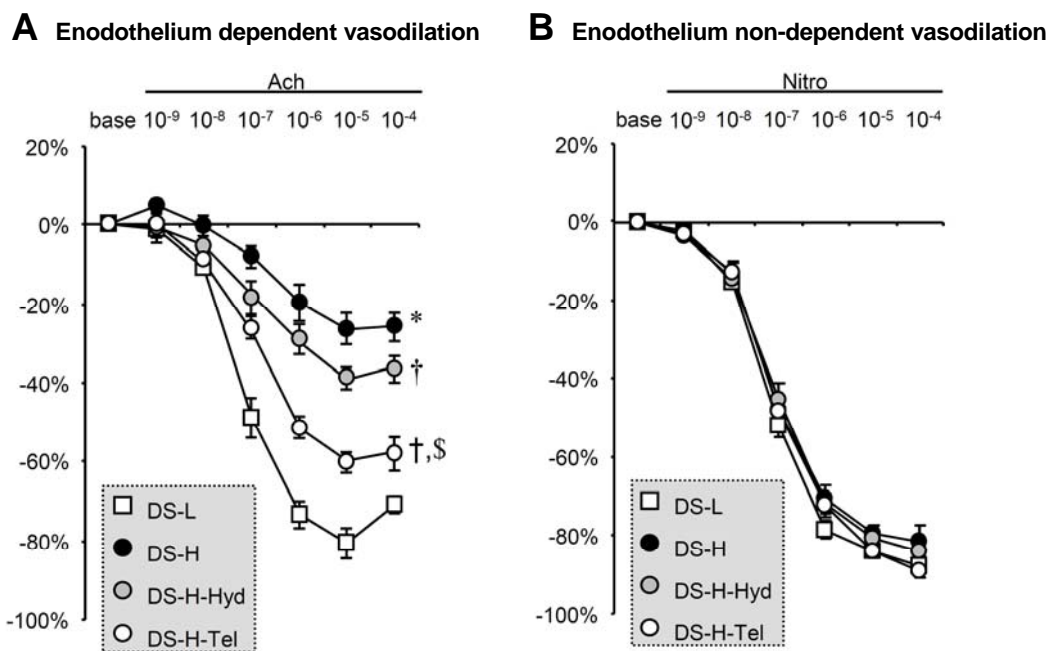 A Enodothelium dependent vasodilation
Ach
base 10-9 10-8 10-7 10-6 10-5 10-4
20%
0%
-20%
-40%
-60%
-80%
-100%
*
†
†,$
DS-L
DS-H
DS-H-Hyd
DS-H-Tel
B Enodothelium non-dependent vasodilation
Nitro
base 10-9 10-8 10-7 10-6 10-5 10-4
20%
0%
-20%
-40%
-60%
-80%
-100%
DS-L
DS-H
DS-H-Hyd
DS-H-Tel